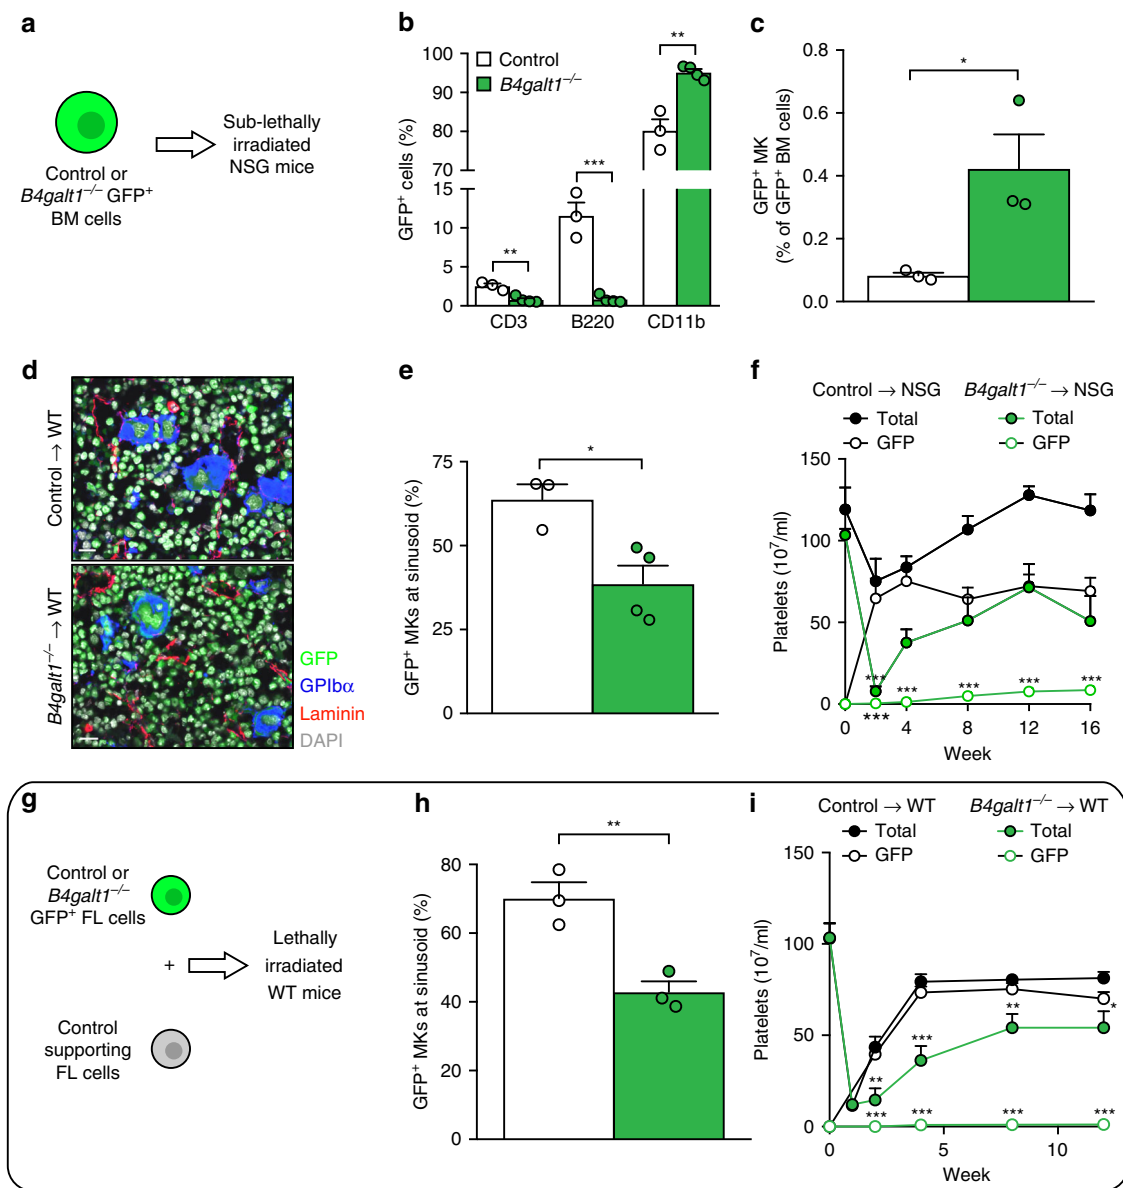 a
Control or
B4galt1−/− GFP+
BM cells
Sub-lethally
irradiated
NSG mice
b
Control
B4galt1−/−
GFP+ cells (%)
100
90
80
70
15
10
5
0
**
***
**
CD3
B220
CD11b
c
GFP+ MK
(% of GFP+ BM cells)
0.8
0.6
0.4
0.2
0.0
*
d
Control → WT
B4galt1−/− → WT
GFP
GPIbα
Laminin
DAPI
e
GFP+ MKs at sinusoid (%)
75
50
25
0
*
f
Control → NSG
Total
GFP
B4galt1−/− → NSG
Total
GFP
Platelets (10⁷/ml)
150
100
50
0
***
***
***
***
***
***
0
4
8
12
16
Week
g
Control or
B4galt1−/−
GFP+ FL cells
+
Control
supporting
FL cells
Lethally
irradiated
WT mice
h
GFP+ MKs at sinusoid (%)
80
60
40
20
0
**
i
Control → WT
Total
GFP
B4galt1−/− → WT
Total
GFP
Platelets (10⁷/ml)
150
100
50
0
**
***
**
*
***
***
***
***
0
5
10
Week